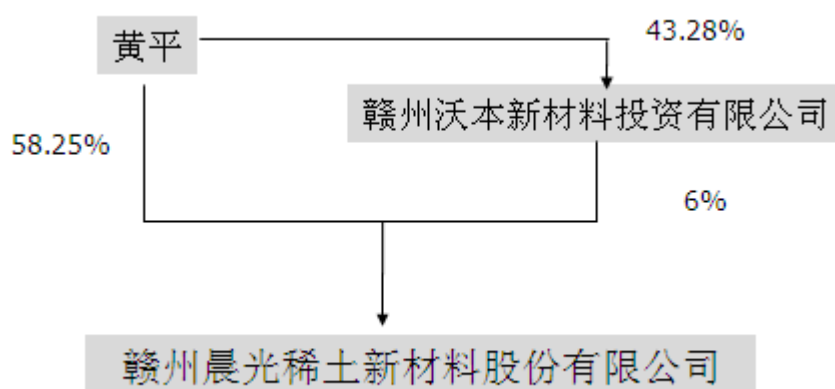 43.28%
黄平
赣州沃本新材料投资有限公司
58.25%
6%
赣州晨光稀土新材料股份有限公司